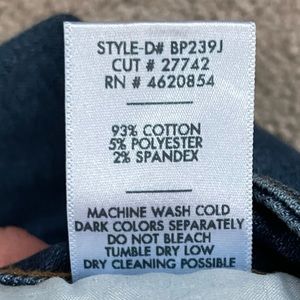 STYLE-D# BP239J
CUT # 27742
RN # 4620854
93% COTTON
5% POLYESTER
2% SPANDEX
MACHINE WASH COLD
DARK COLORS SEPARATELY
DO NOT BLEACH
TUMBLE DRY LOW
DRY CLEANING POSSIBLE